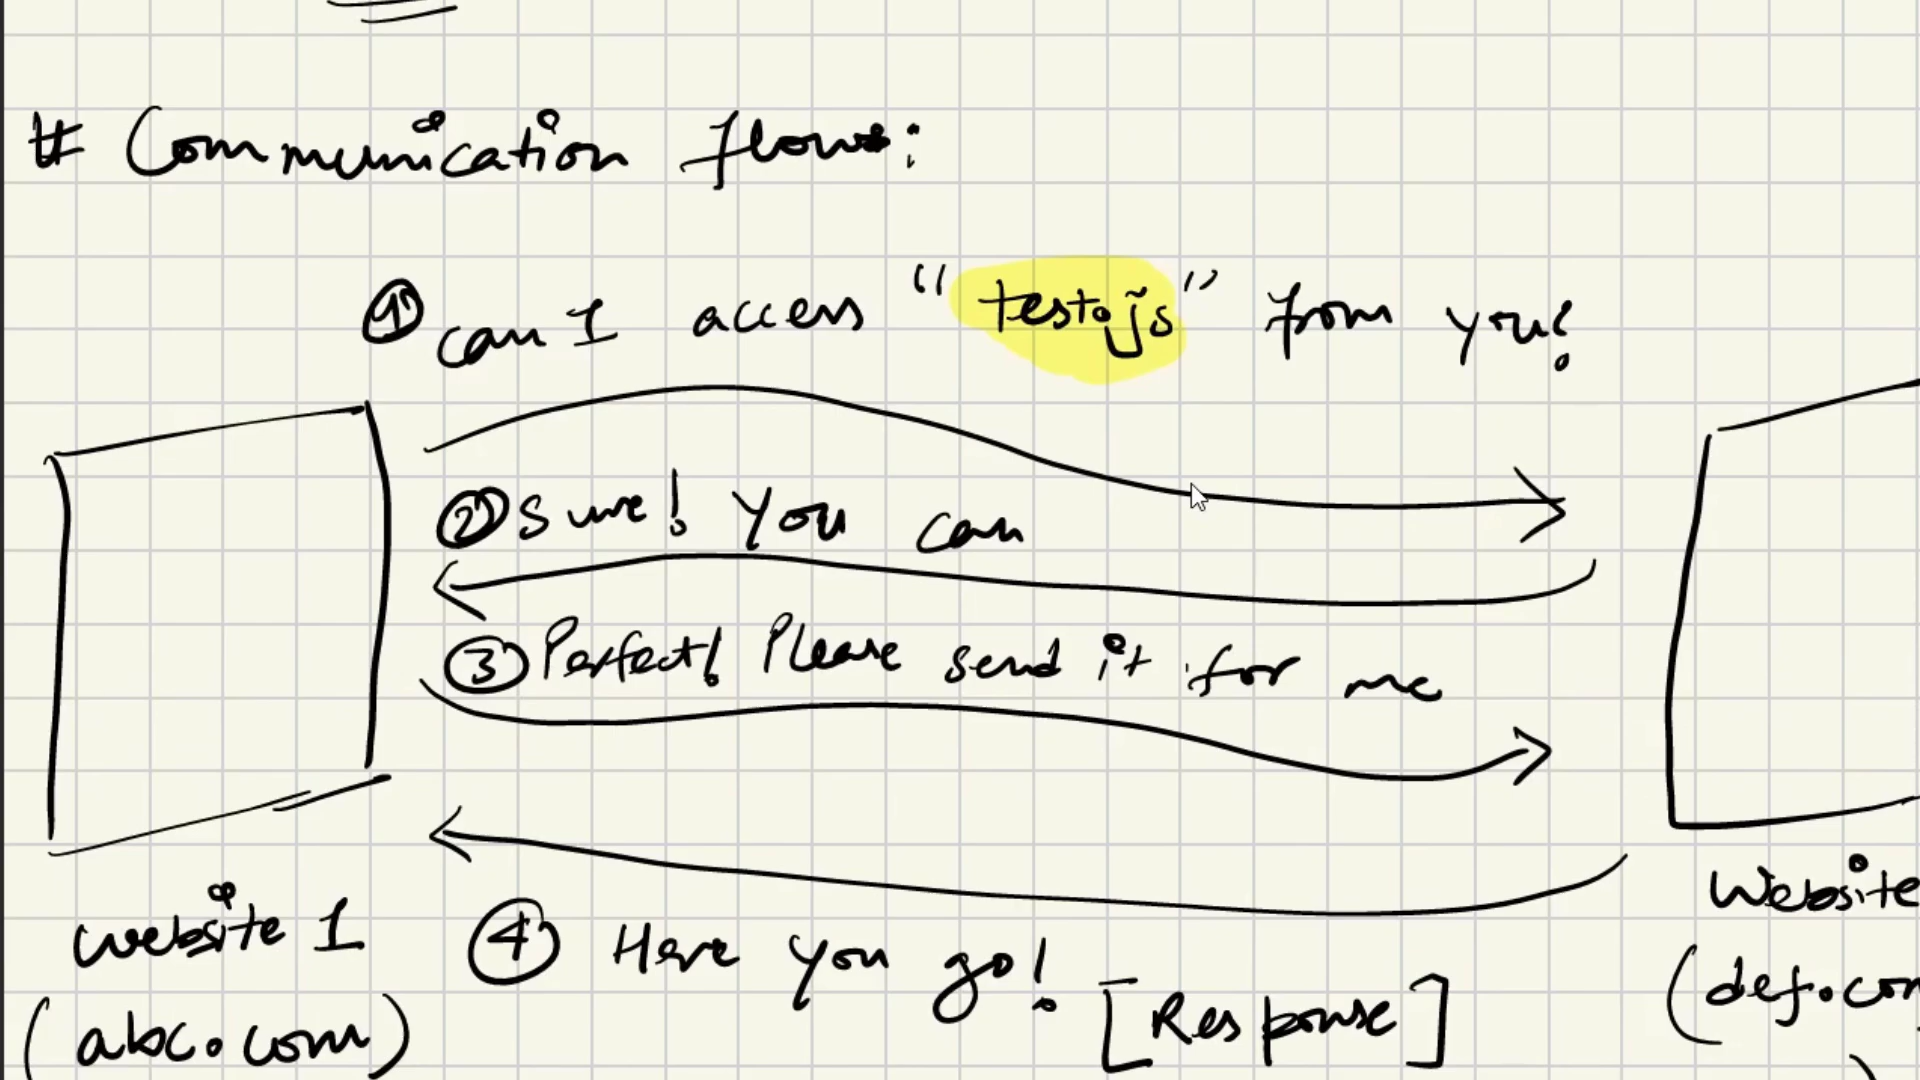 # Communication flow:
① can I access "test.js" from you?
② Sure! You can
③ Perfect! Please send it for me
④ Here you go! [Response]
Website 1
(abc.com)
Website
(def.com